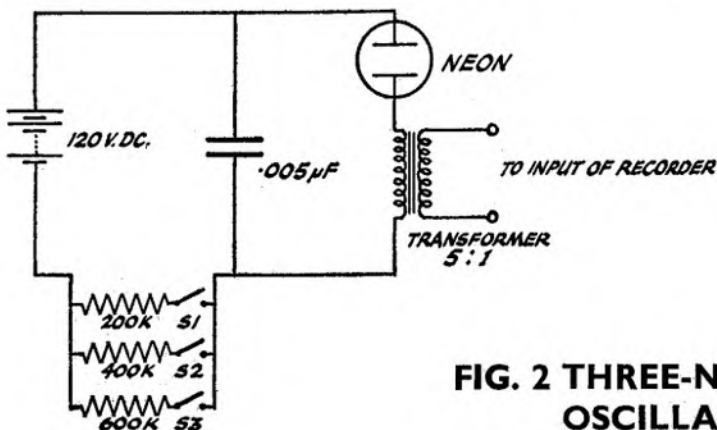 NEON
120 V. DC.
.005µF
TO INPUT OF RECORDER
TRANSFORMER
5 : 1
200K S1
400K S2
600K S3
FIG. 2 THREE-N
OSCILLA